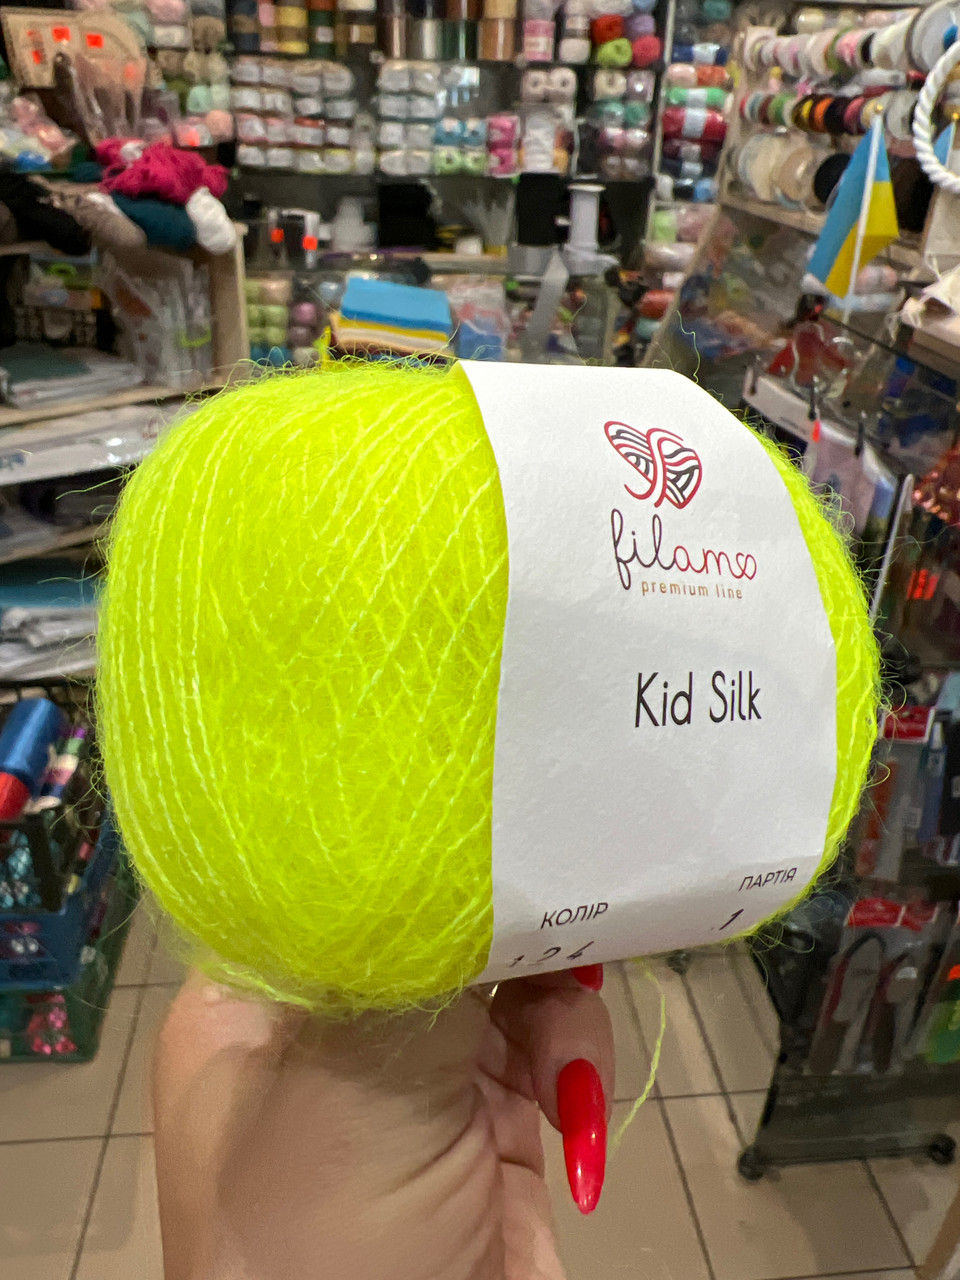 filamo
premium line
Kid Silk
КОЛІР
ПАРТІЯ
124
1